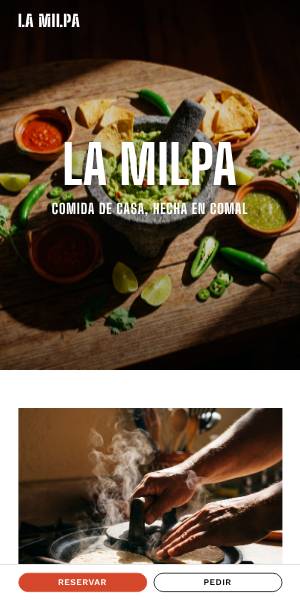 LA MILPA
LA MILPA
COMIDA DE CASA, HECHA EN COMAL
RESERVAR
PEDIR